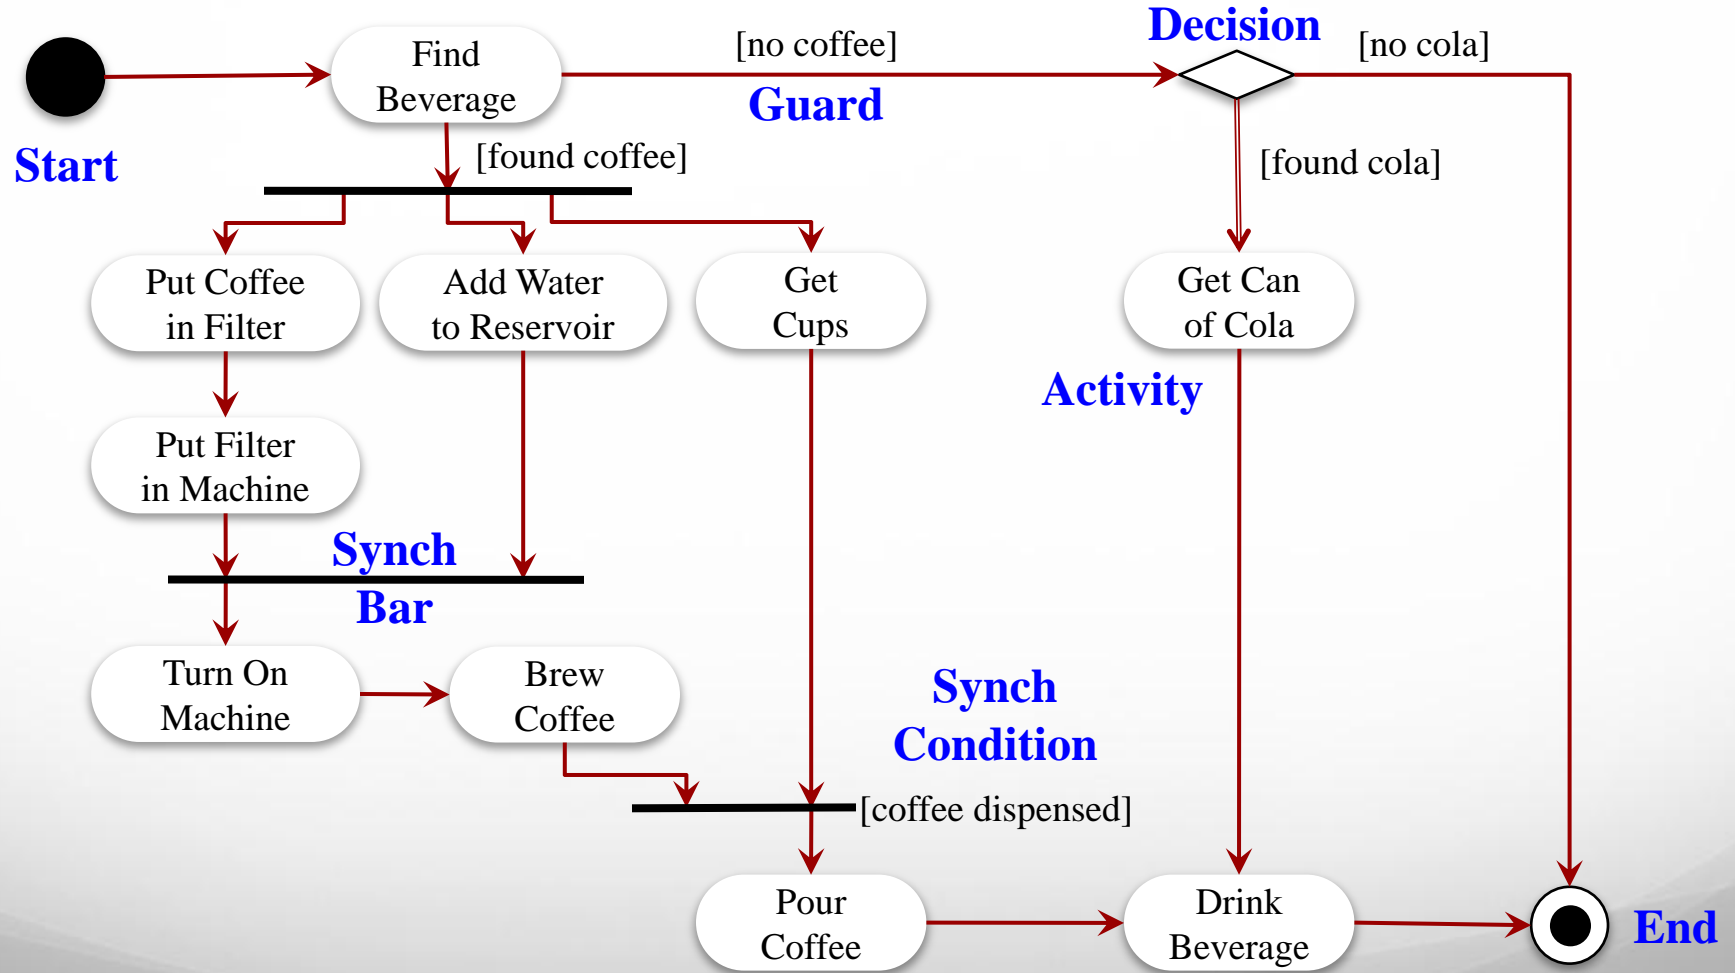 Decision
Find
Beverage
[no coffee]
[no cola]
Guard
Start
[found coffee]
[found cola]
Put Coffee
in Filter
Add Water
to Reservoir
Get
Cups
Get Can
of Cola
Activity
Put Filter
in Machine
Synch
Bar
Turn On
Machine
Brew
Coffee
Synch
Condition
[coffee dispensed]
Pour
Coffee
Drink
Beverage
End